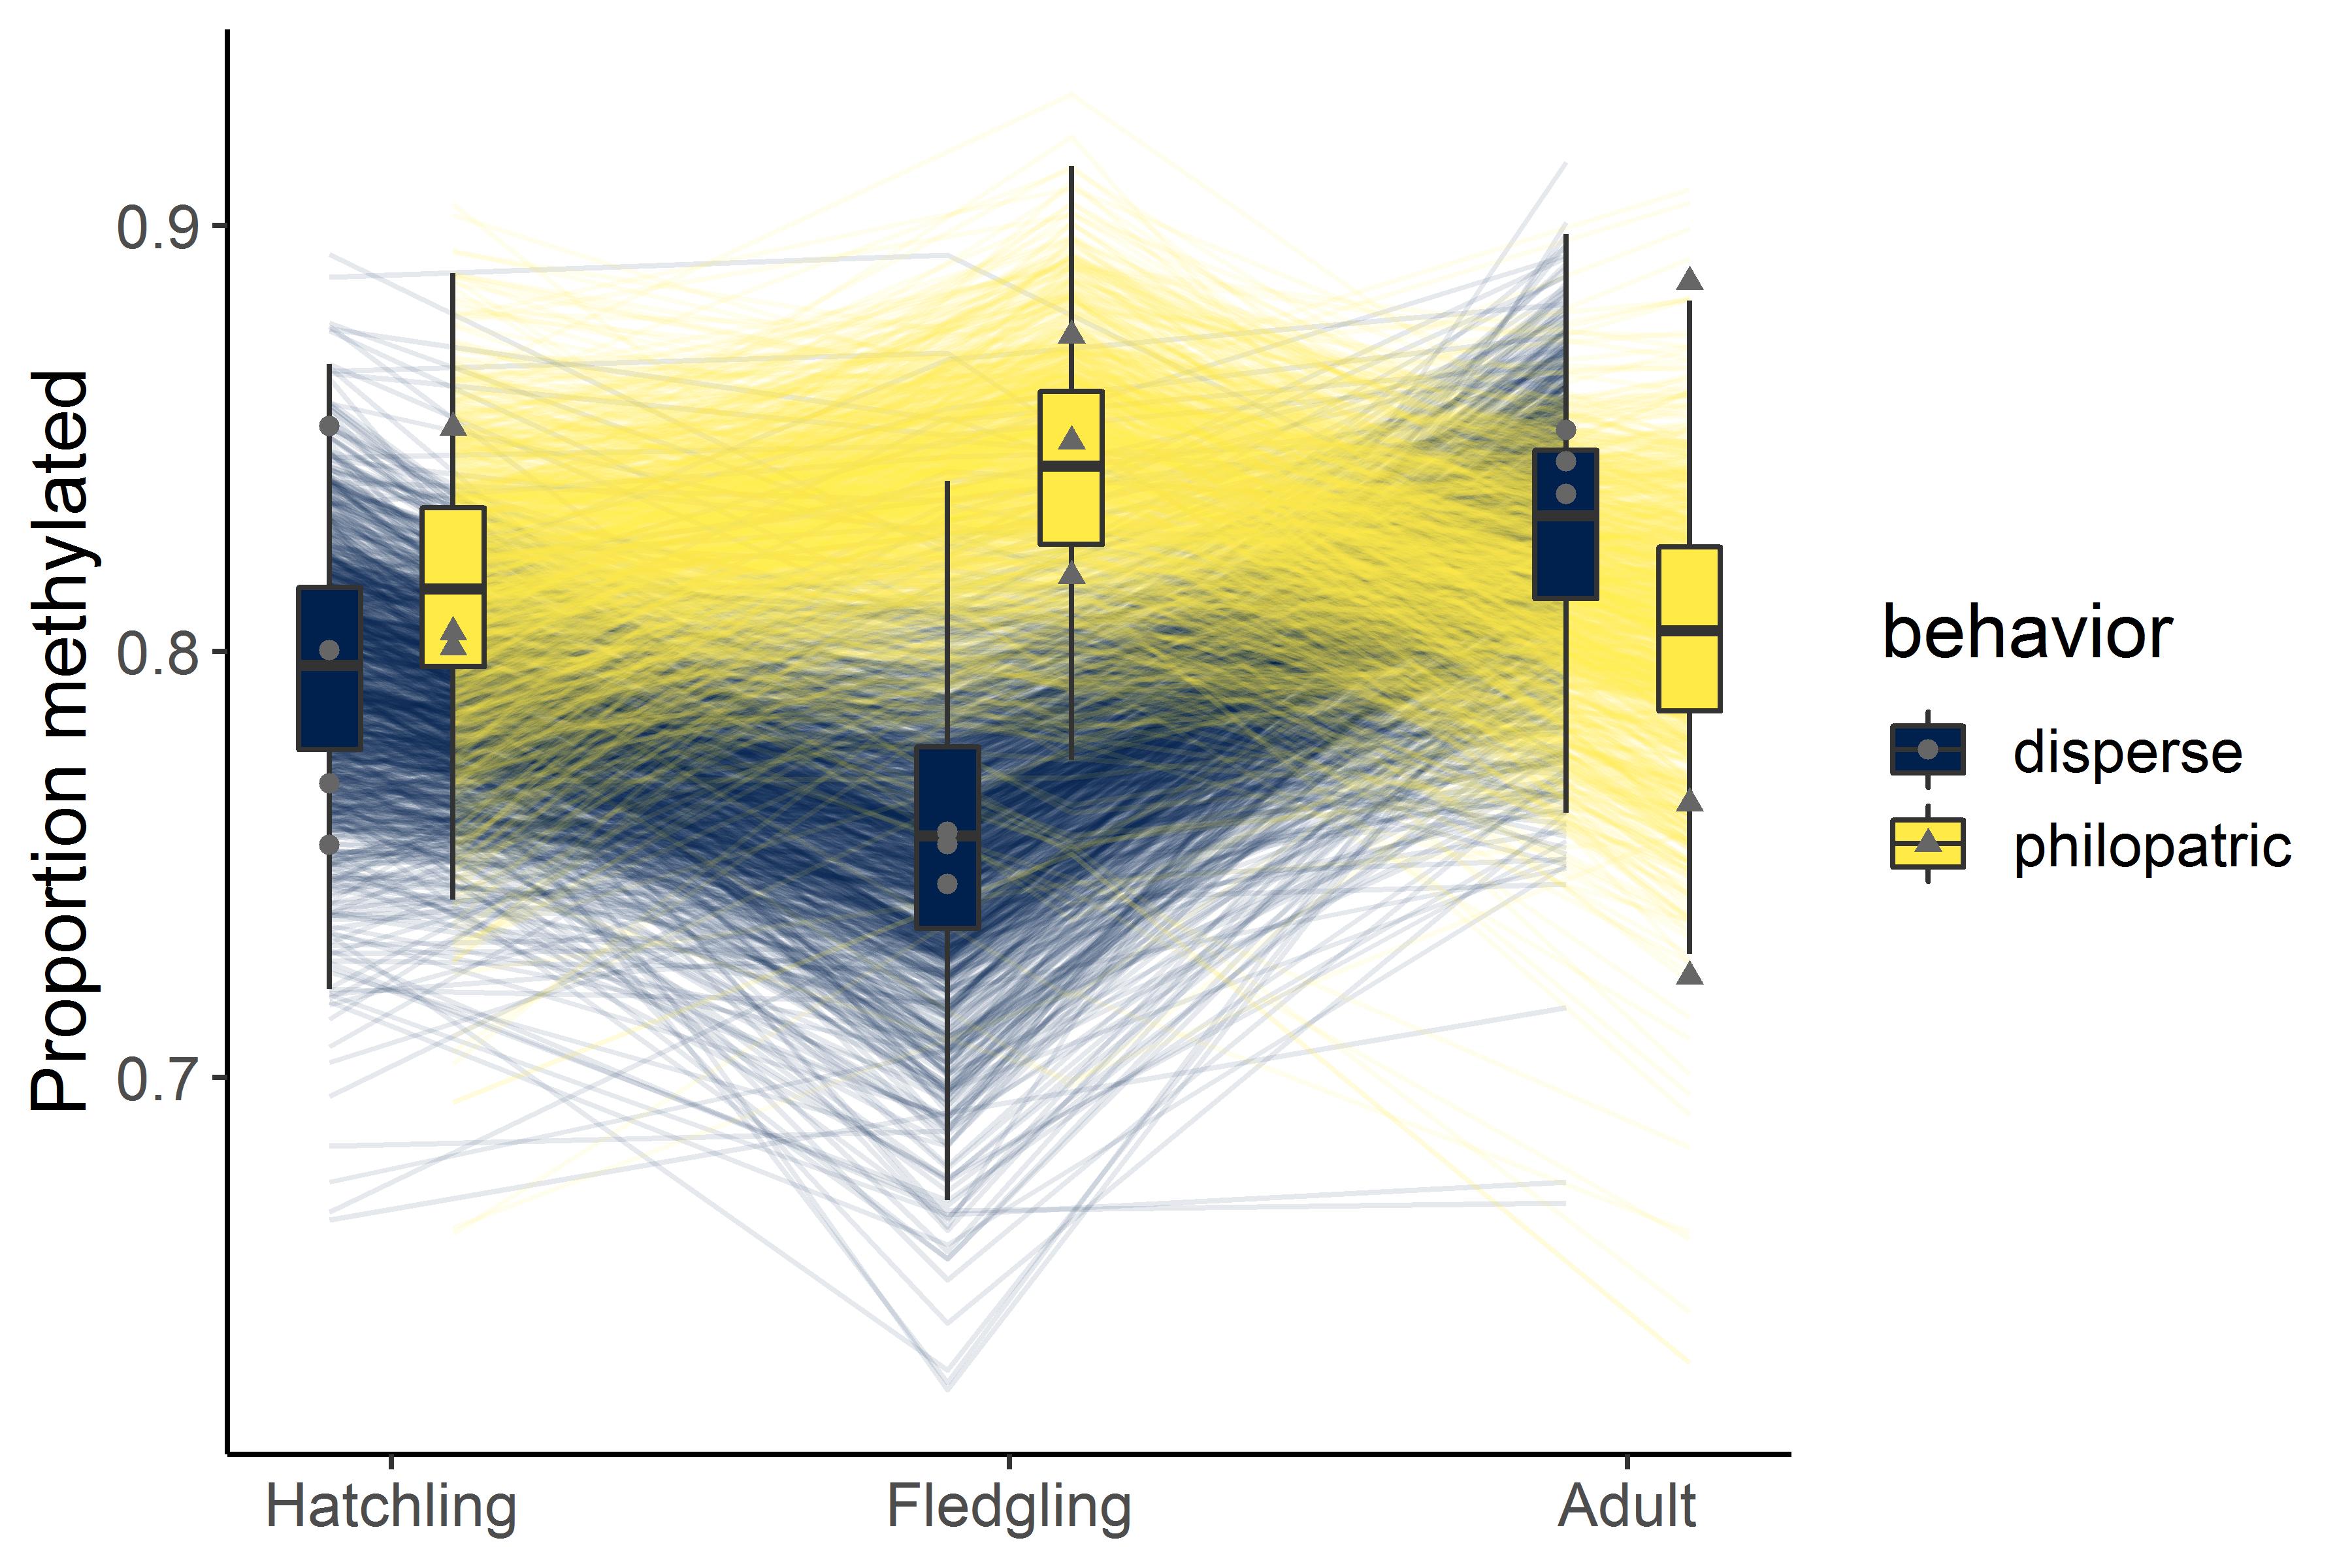 Proportion methylated
0.9
0.8
0.7
Hatchling
Fledgling
Adult
behavior
disperse
philopatric